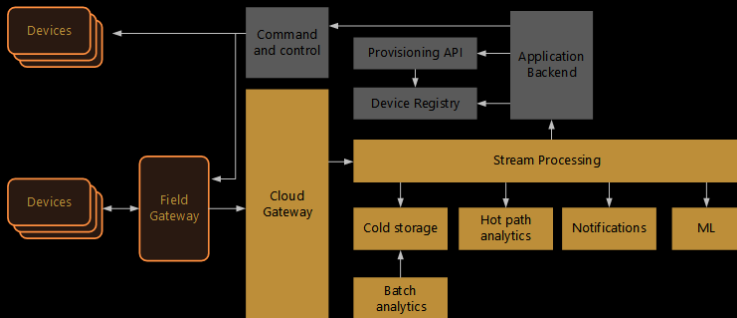 Devices
Command
and control
Provisioning API
Application
Backend
Device Registry
Stream Processing
Devices
Field
Gateway
Cloud
Gateway
Cold storage
Hot path
analytics
Notifications
ML
Batch
analytics